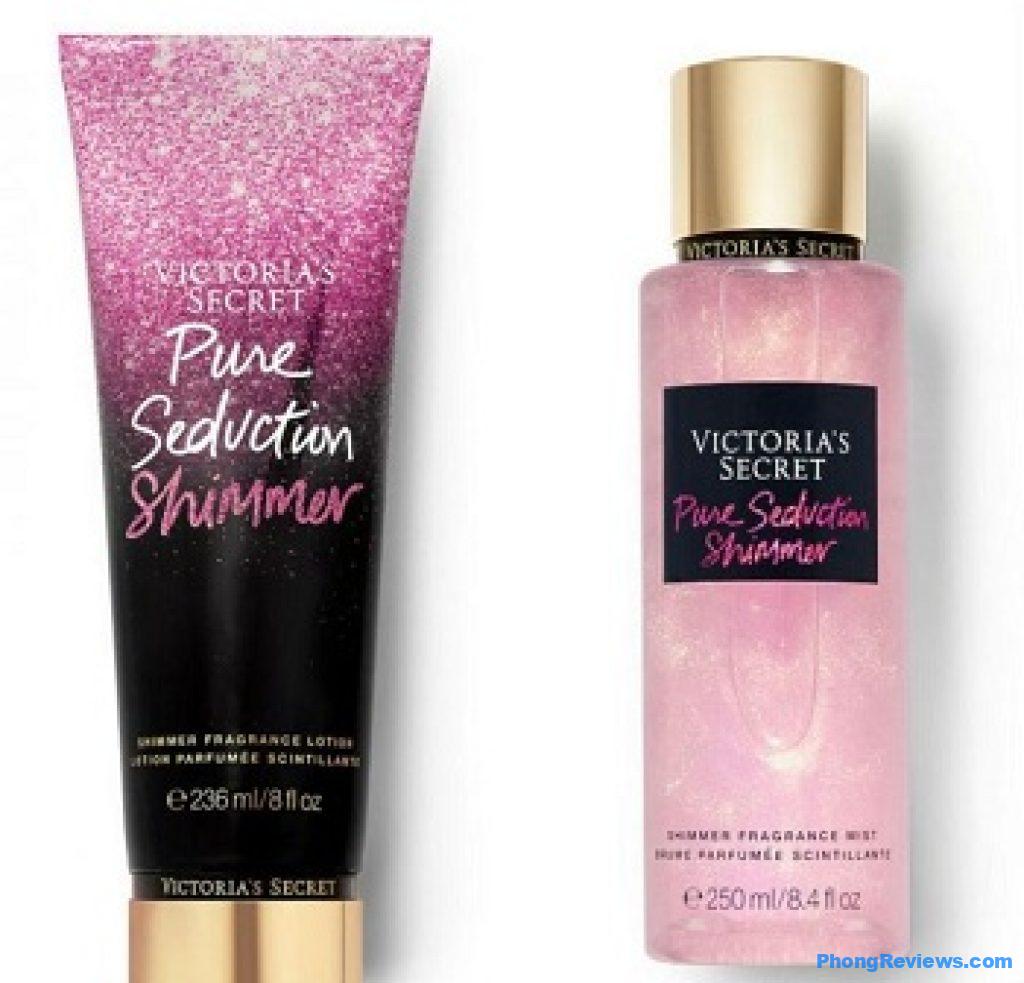 VICTORIA'S
SECRET
Pure
Seduction
Shimmer
SHIMMER FRAGRANCE LOTION
LOTION PARFUMÉE SCINTILLANTE
℮ 236 ml/8 fl oz
VICTORIA'S SECRET
VICTORIA'S SECRET
VICTORIA'S
SECRET
Pure Seduction
Shimmer
SHIMMER FRAGRANCE MIST
BRUME PARFUMÉE SCINTILLANTE
℮ 250 ml/8.4 fl oz
PhongReviews.com